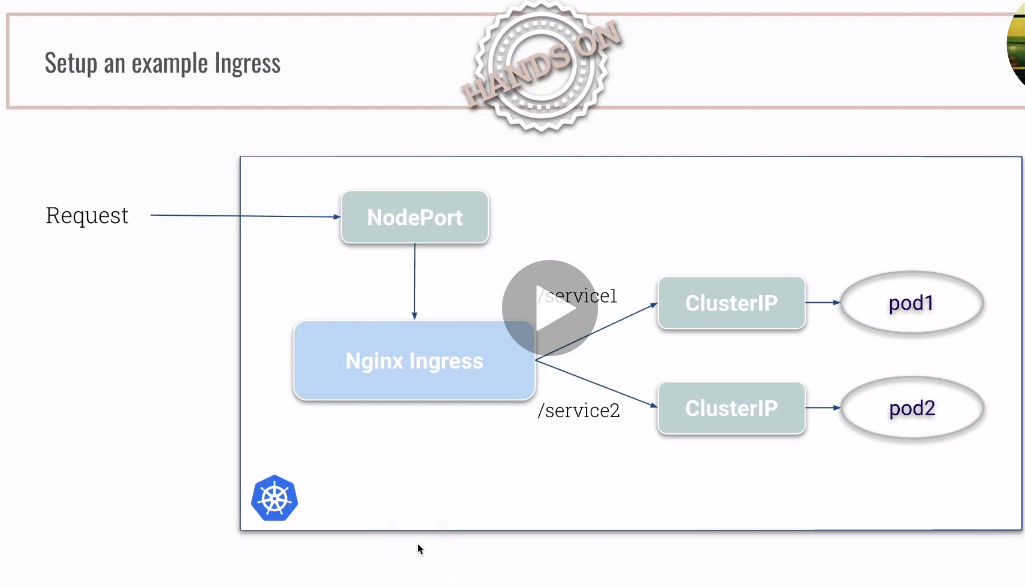 Setup an example Ingress
HANDS ON
Request
NodePort
/service1
ClusterIP
pod1
Nginx Ingress
/service2
ClusterIP
pod2